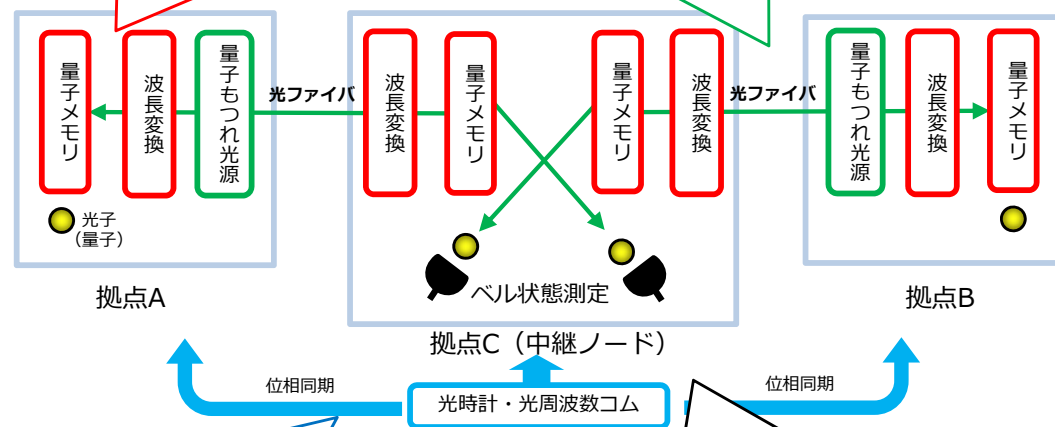 量子メモリ
波長変換
量子もつれ光源
光ファイバ
波長変換
量子メモリ
量子メモリ
波長変換
光ファイバ
量子もつれ光源
波長変換
量子メモリ
光子
（量子）
ベル状態測定
拠点A
拠点B
拠点C（中継ノード）
位相同期
光時計・光周波数コム
位相同期